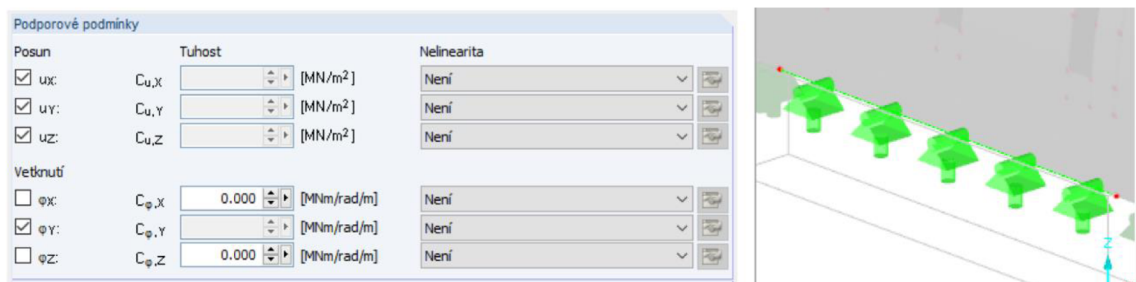 Podporové podmínky
Posun Tuhost Nelinearita
uX: Cu,X [MN/m²] Není
uY: Cu,Y [MN/m²] Není
uZ: Cu,Z [MN/m²] Není
Vetknutí
φX: Cφ,X 0.000 [MNm/rad/m] Není
φY: Cφ,Y [MNm/rad/m] Není
φZ: Cφ,Z 0.000 [MNm/rad/m] Není
Z